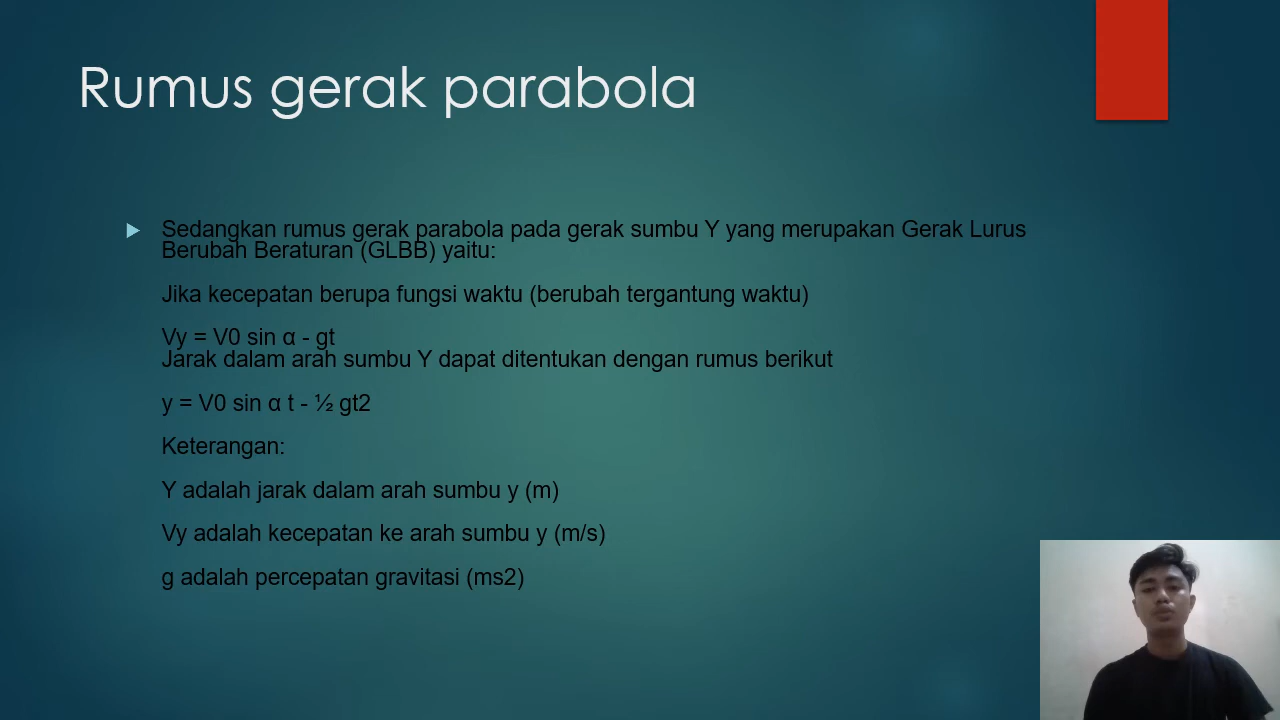 Rumus gerak parabola
Sedangkan rumus gerak parabola pada gerak sumbu Y yang merupakan Gerak Lurus
Berubah Beraturan (GLBB) yaitu:
Jika kecepatan berupa fungsi waktu (berubah tergantung waktu)
Vy = V0 sin α - gt
Jarak dalam arah sumbu Y dapat ditentukan dengan rumus berikut
y = V0 sin α t - ½ gt2
Keterangan:
Y adalah jarak dalam arah sumbu y (m)
Vy adalah kecepatan ke arah sumbu y (m/s)
g adalah percepatan gravitasi (ms2)